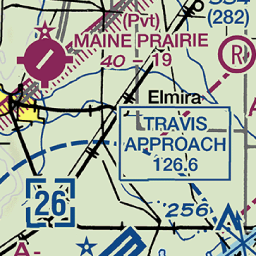 (Pvt)
(282)
MAINE PRAIRIE
40 - 19
R
Elmira
TRAVIS
APPROACH
126.6
26
256
A-